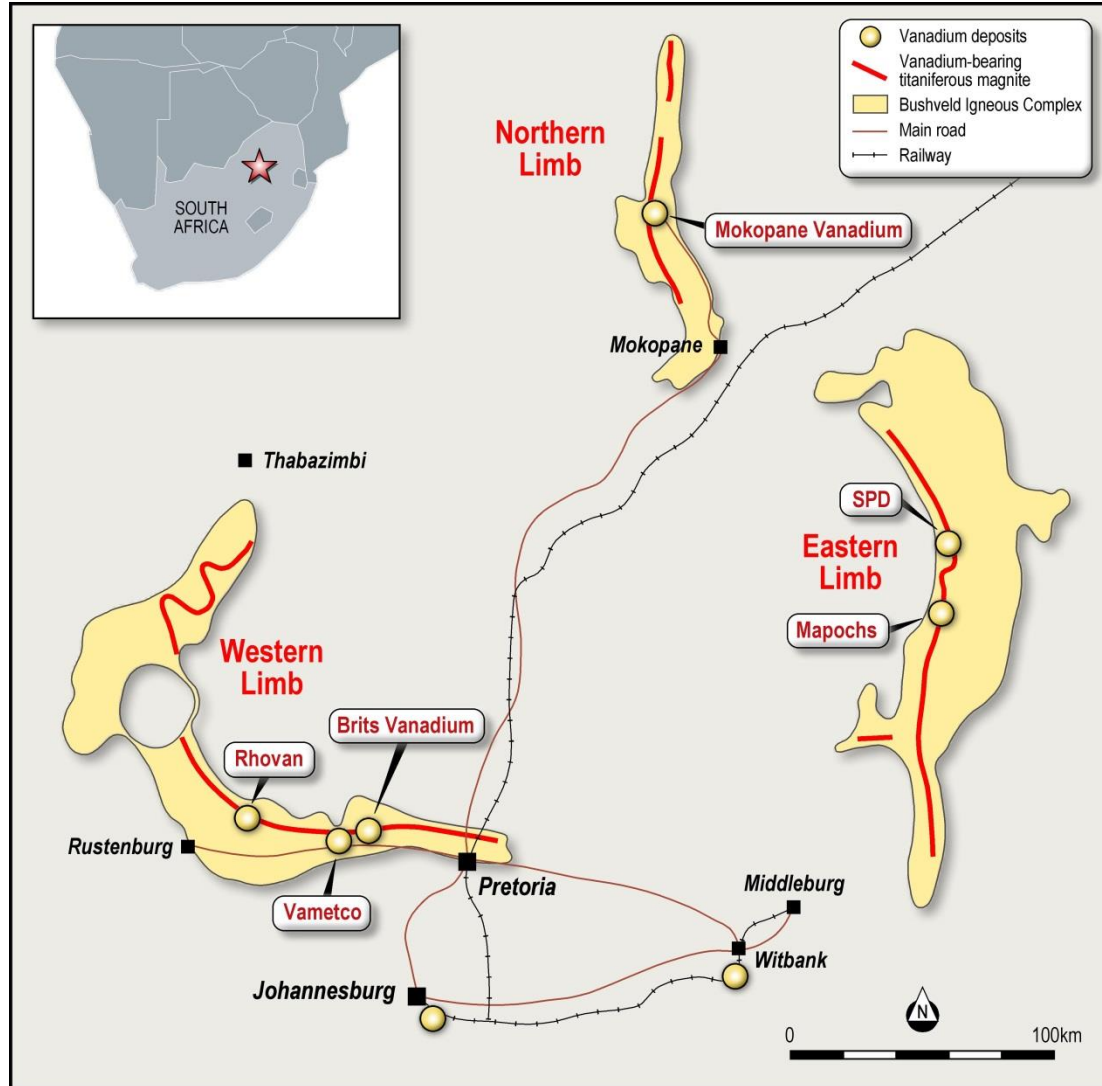 SOUTH
AFRICA
Vanadium deposits
Vanadium-bearing
titaniferous magnite
Bushveld Igneous Complex
Main road
Railway
Northern
Limb
Mokopane Vanadium
Mokopane
Thabazimbi
SPD
Eastern
Limb
Mapochs
Western
Limb
Brits Vanadium
Rhovan
Rustenburg
Vametco
Pretoria
Middleburg
Witbank
Johannesburg
N
0 100km